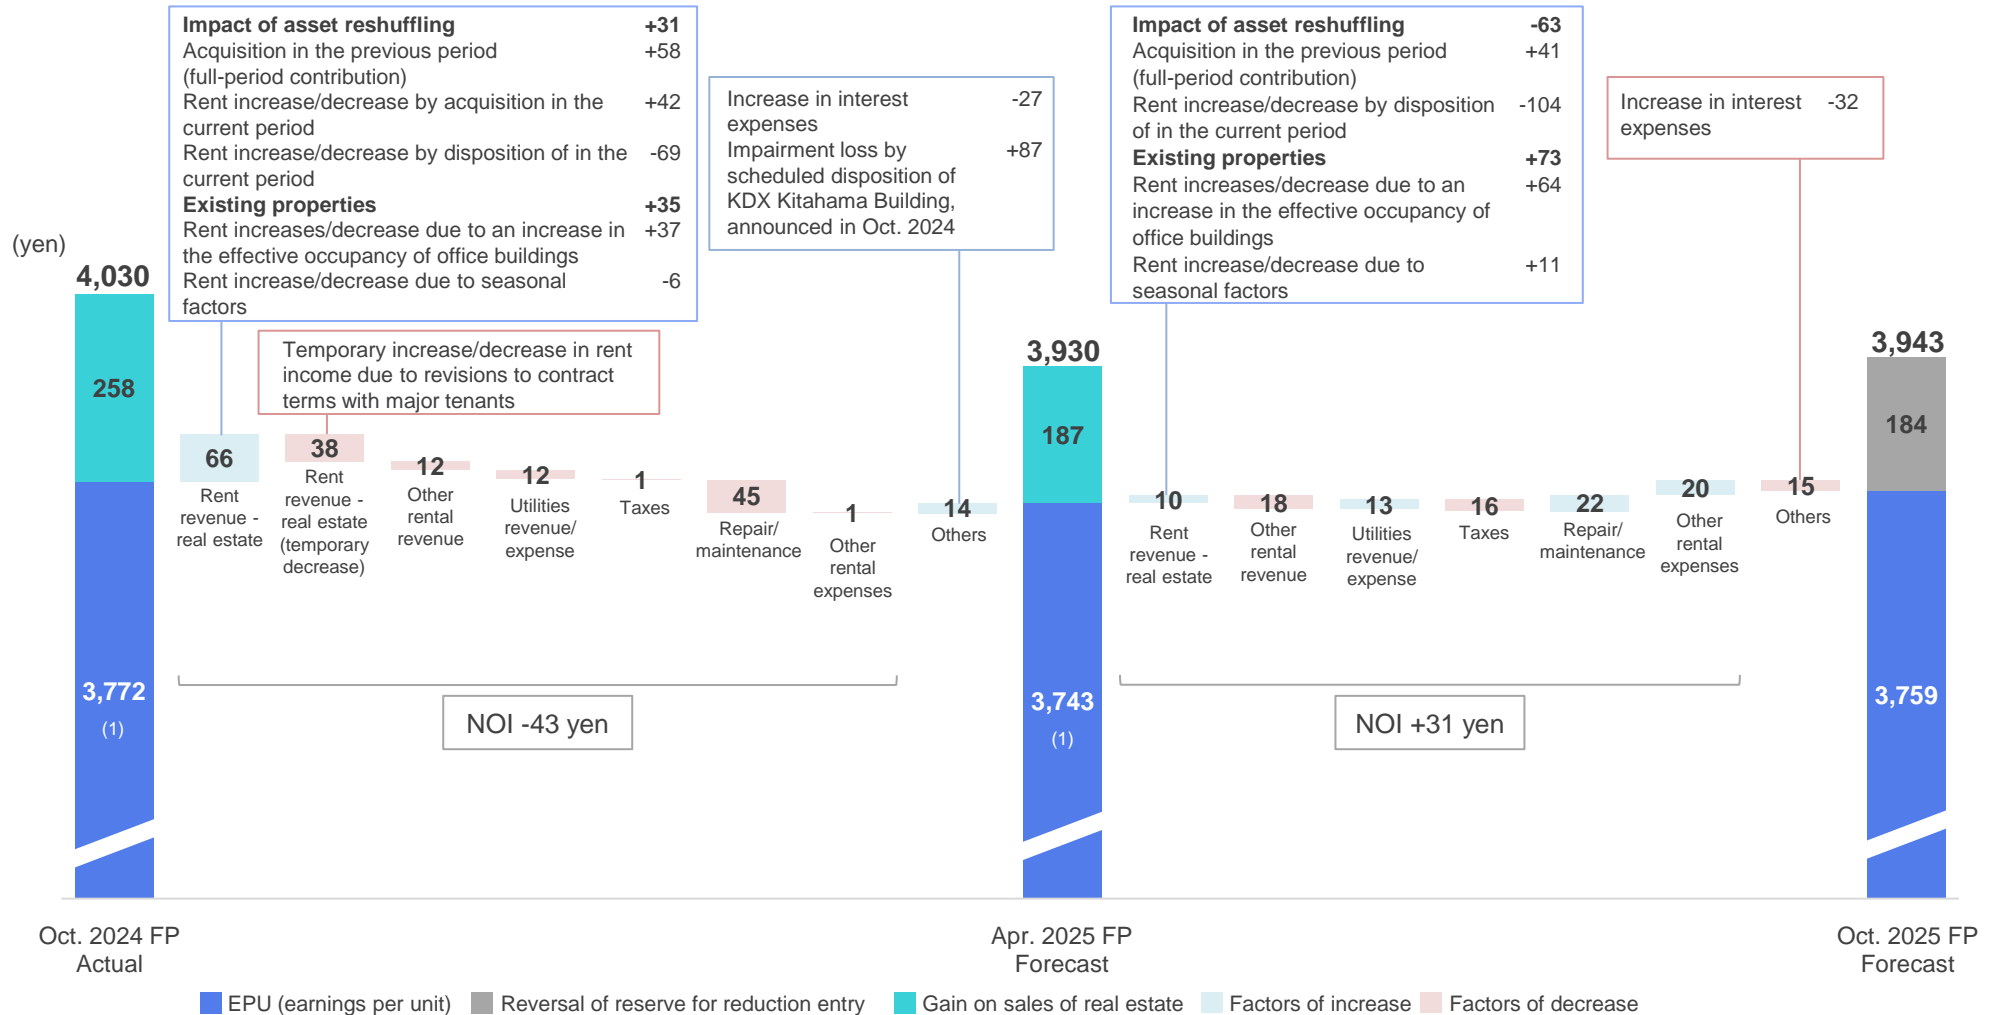 Impact of asset reshuffling +31
Acquisition in the previous period +58
(full-period contribution)
Rent increase/decrease by acquisition in the +42
current period
Rent increase/decrease by disposition of in the -69
current period
Existing properties +35
Rent increases/decrease due to an increase in +37
the effective occupancy of office buildings
Rent increase/decrease due to seasonal -6
factors
Increase in interest -27
expenses
Impairment loss by +87
scheduled disposition of
KDX Kitahama Building,
announced in Oct. 2024
Impact of asset reshuffling -63
Acquisition in the previous period +41
(full-period contribution)
Rent increase/decrease by disposition -104
of in the current period
Existing properties +73
Rent increases/decrease due to an +64
increase in the effective occupancy of
office buildings
Rent increase/decrease due to +11
seasonal factors
Increase in interest -32
expenses
(yen)
4,030
258
3,772
(1)
Temporary increase/decrease in rent
income due to revisions to contract
terms with major tenants
66
Rent
revenue -
real estate
38
Rent
revenue -
real estate
(temporary
decrease)
12
Other
rental
revenue
12
Utilities
revenue/
expense
1
Taxes
45
Repair/
maintenance
1
Other
rental
expenses
14
Others
NOI -43 yen
3,930
187
3,743
(1)
10
Rent
revenue -
real estate
18
Other
rental
revenue
13
Utilities
revenue/
expense
16
Taxes
22
Repair/
maintenance
20
Other
rental
expenses
15
Others
NOI +31 yen
3,943
184
3,759
Oct. 2024 FP
Actual
Apr. 2025 FP
Forecast
Oct. 2025 FP
Forecast
EPU (earnings per unit) Reversal of reserve for reduction entry Gain on sales of real estate Factors of increase Factors of decrease